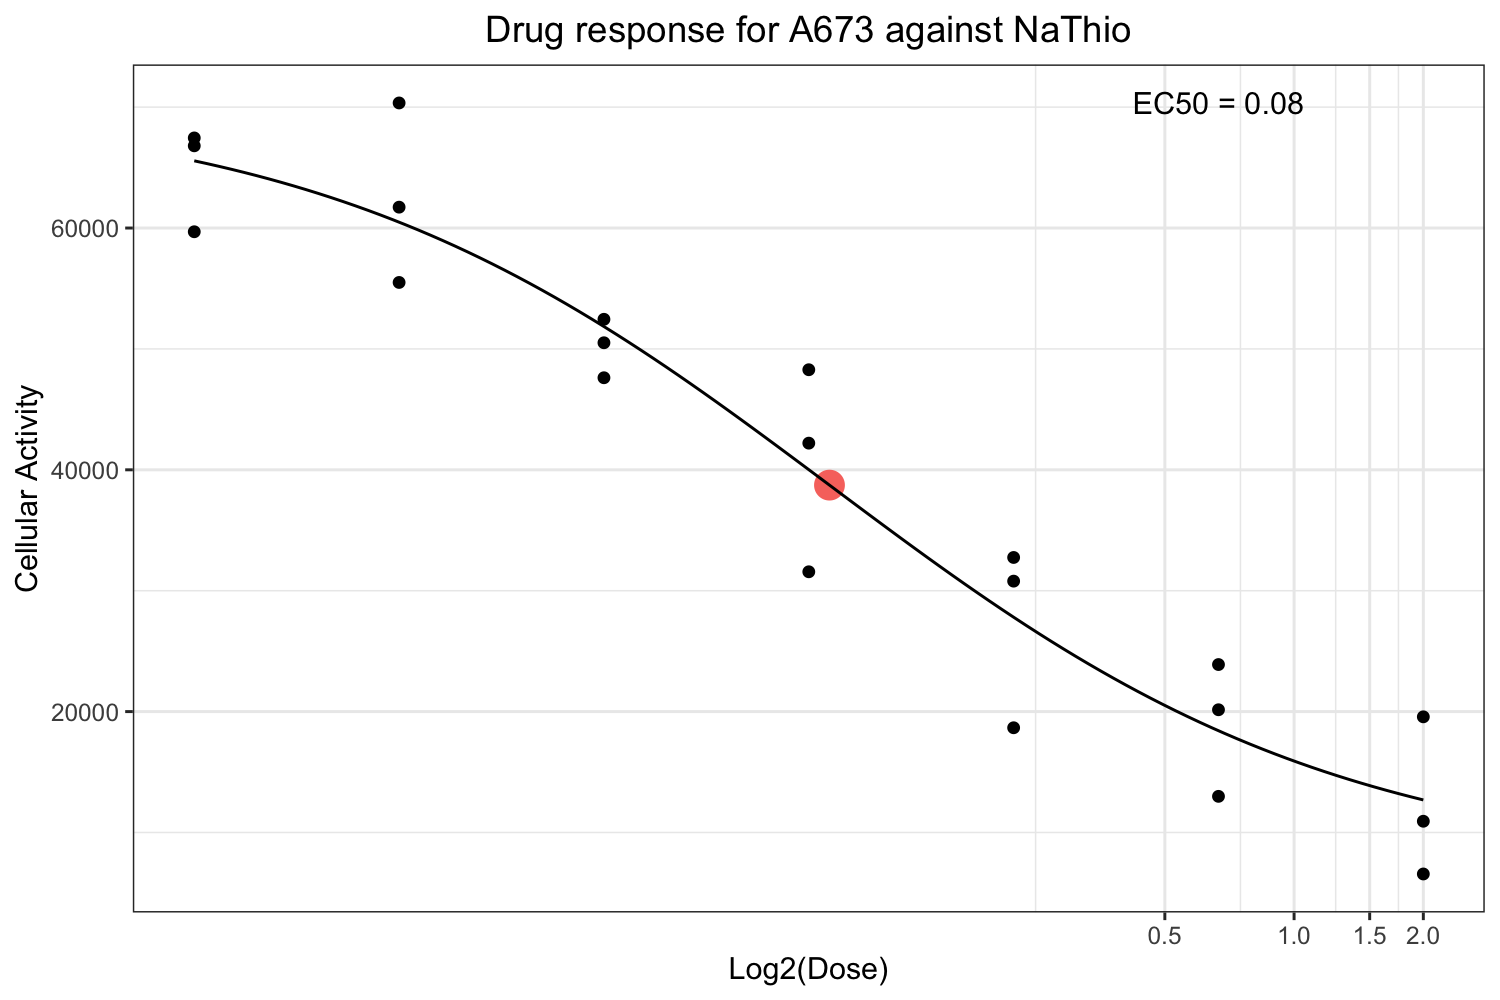 Drug response for A673 against NaThio
EC50 = 0.08
60000
40000
20000
Cellular Activity
0.5 1.0 1.5 2.0
Log2(Dose)